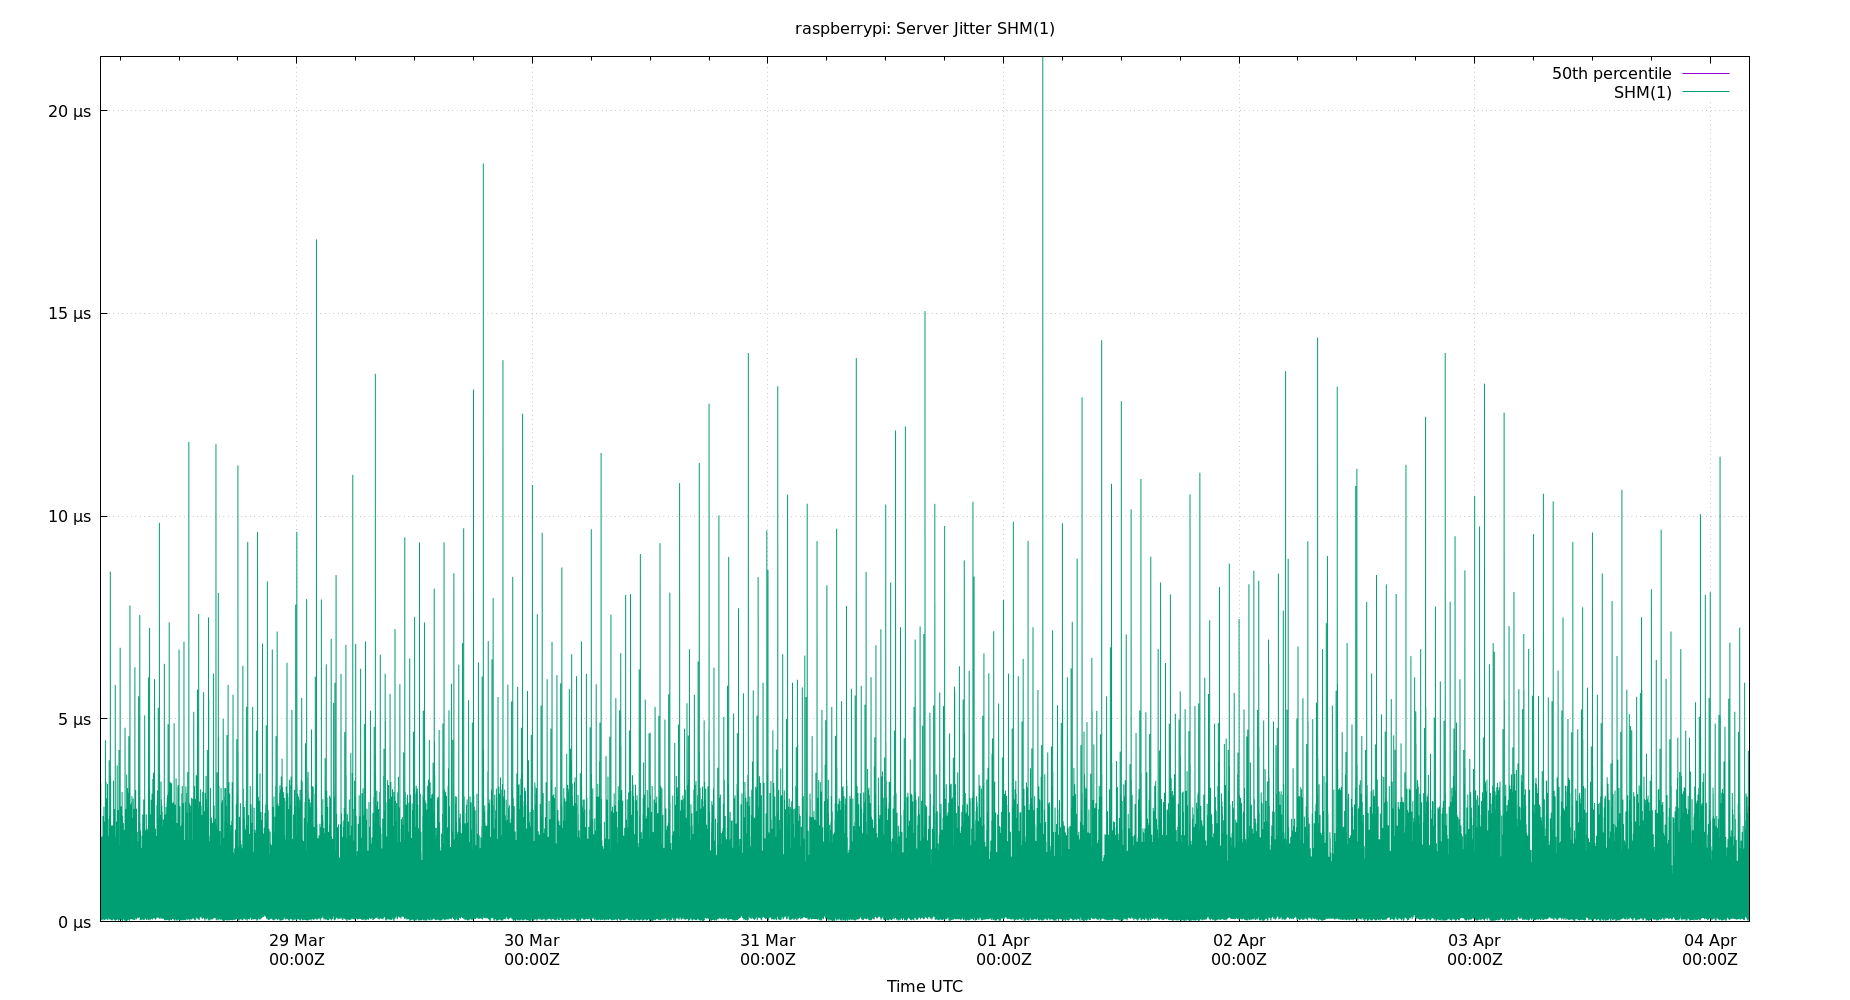 raspberrypi: Server Jitter SHM(1)
50th percentile
SHM(1)
20 µs
15 µs
10 µs
5 µs
0 µs
29 Mar 30 Mar 31 Mar 01 Apr 02 Apr 03 Apr 04 Apr
00:00Z 00:00Z 00:00Z 00:00Z 00:00Z 00:00Z 00:00Z
Time UTC